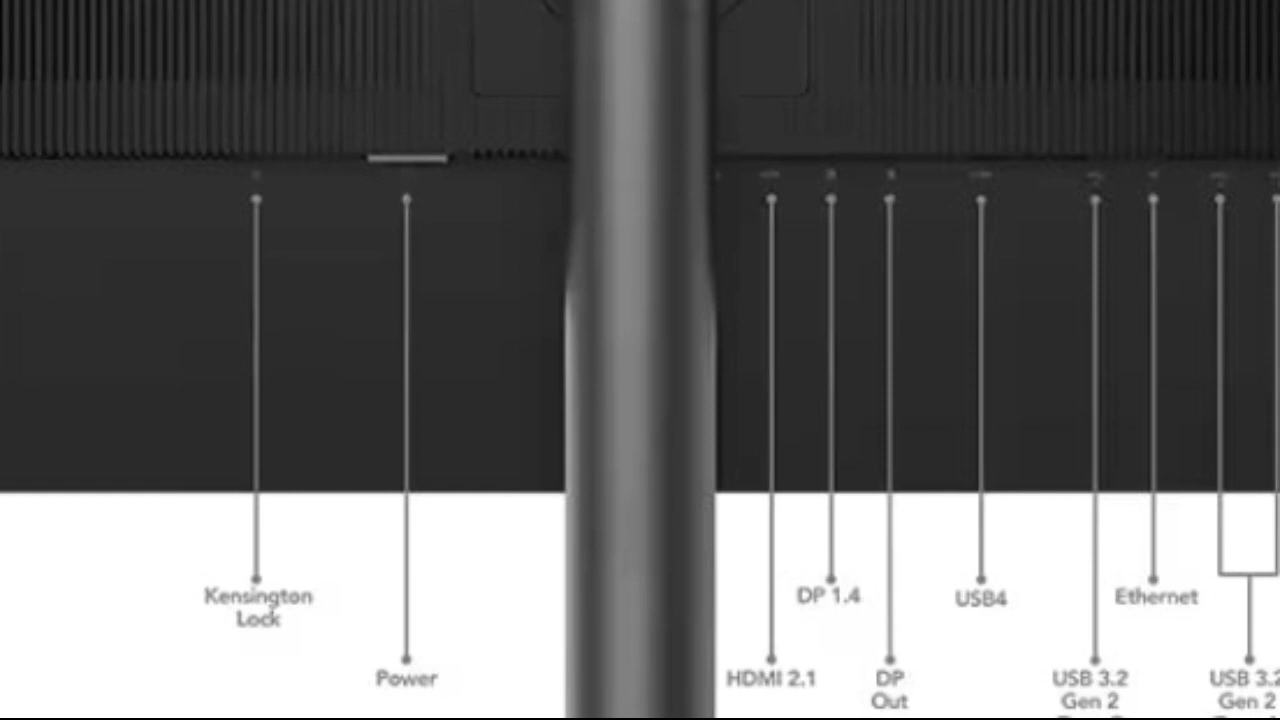 Kensington
Lock
Power
HDMI 2.1
DP 1.4
DP
Out
USB4
USB 3.2
Gen 2
Ethernet
USB 3.2
Gen 2